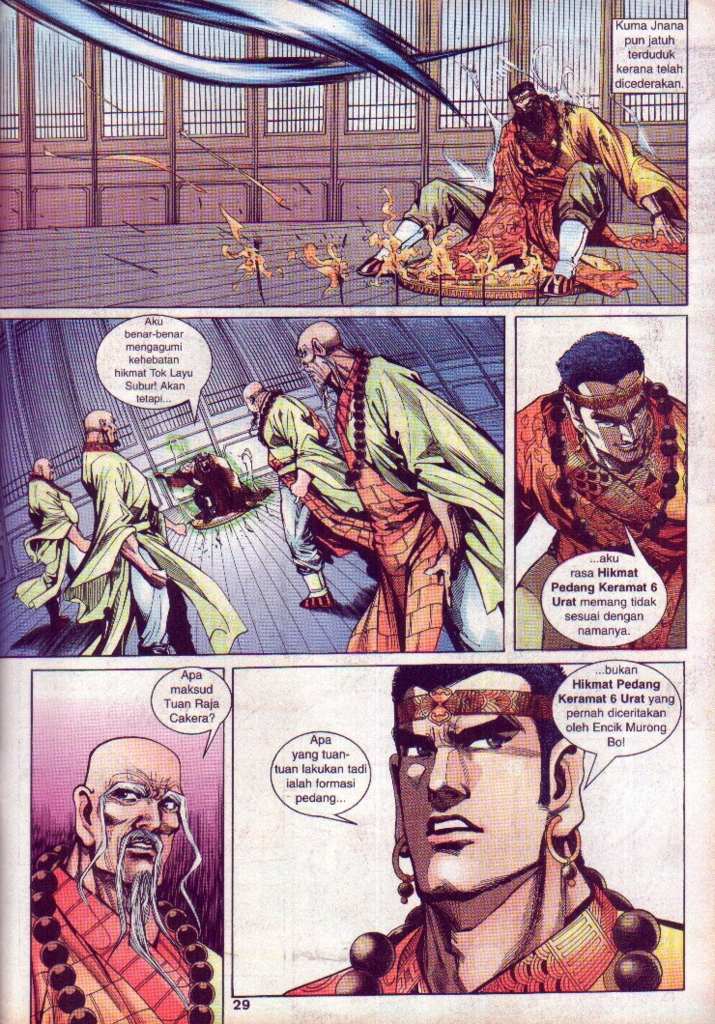 Kuma Jnana
pun jatuh
terduduk
kerana telah
dicederakan.
Aku
benar-benar
mengagumi
kehebatan
hikmat Tok Layu
Subur! Akan
tetapi...
...aku
rasa Hikmat
Pedang Keramat 6
Urat memang tidak
sesuai dengan
namanya.
Apa
maksud
Tuan Raja
Cakera?
Apa
yang tuan-
tuan lakukan tadi
ialah formasi
pedang...
...bukan
Hikmat Pedang
Keramat 6 Urat yang
pernah diceritakan
oleh Encik Murong
Bo!
29